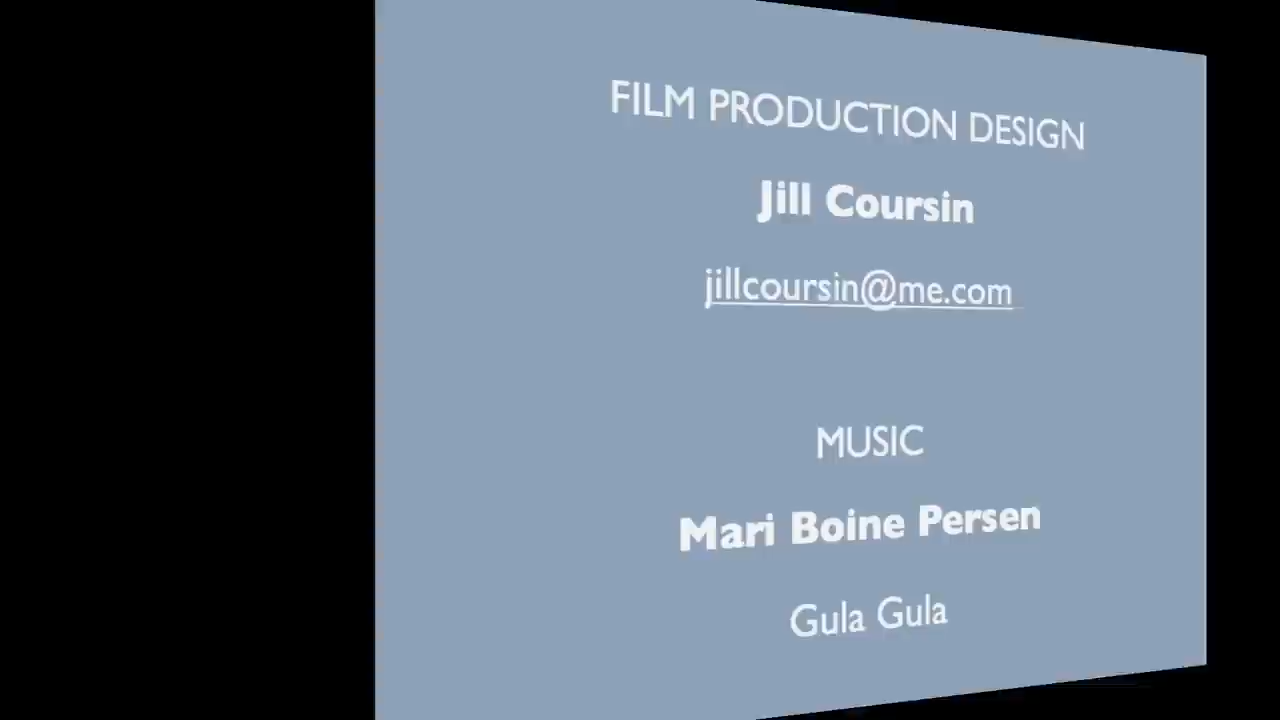 FILM PRODUCTION DESIGN
Jill Coursin
jillcoursin@me.com
MUSIC
Mari Boine Persen
Gula Gula